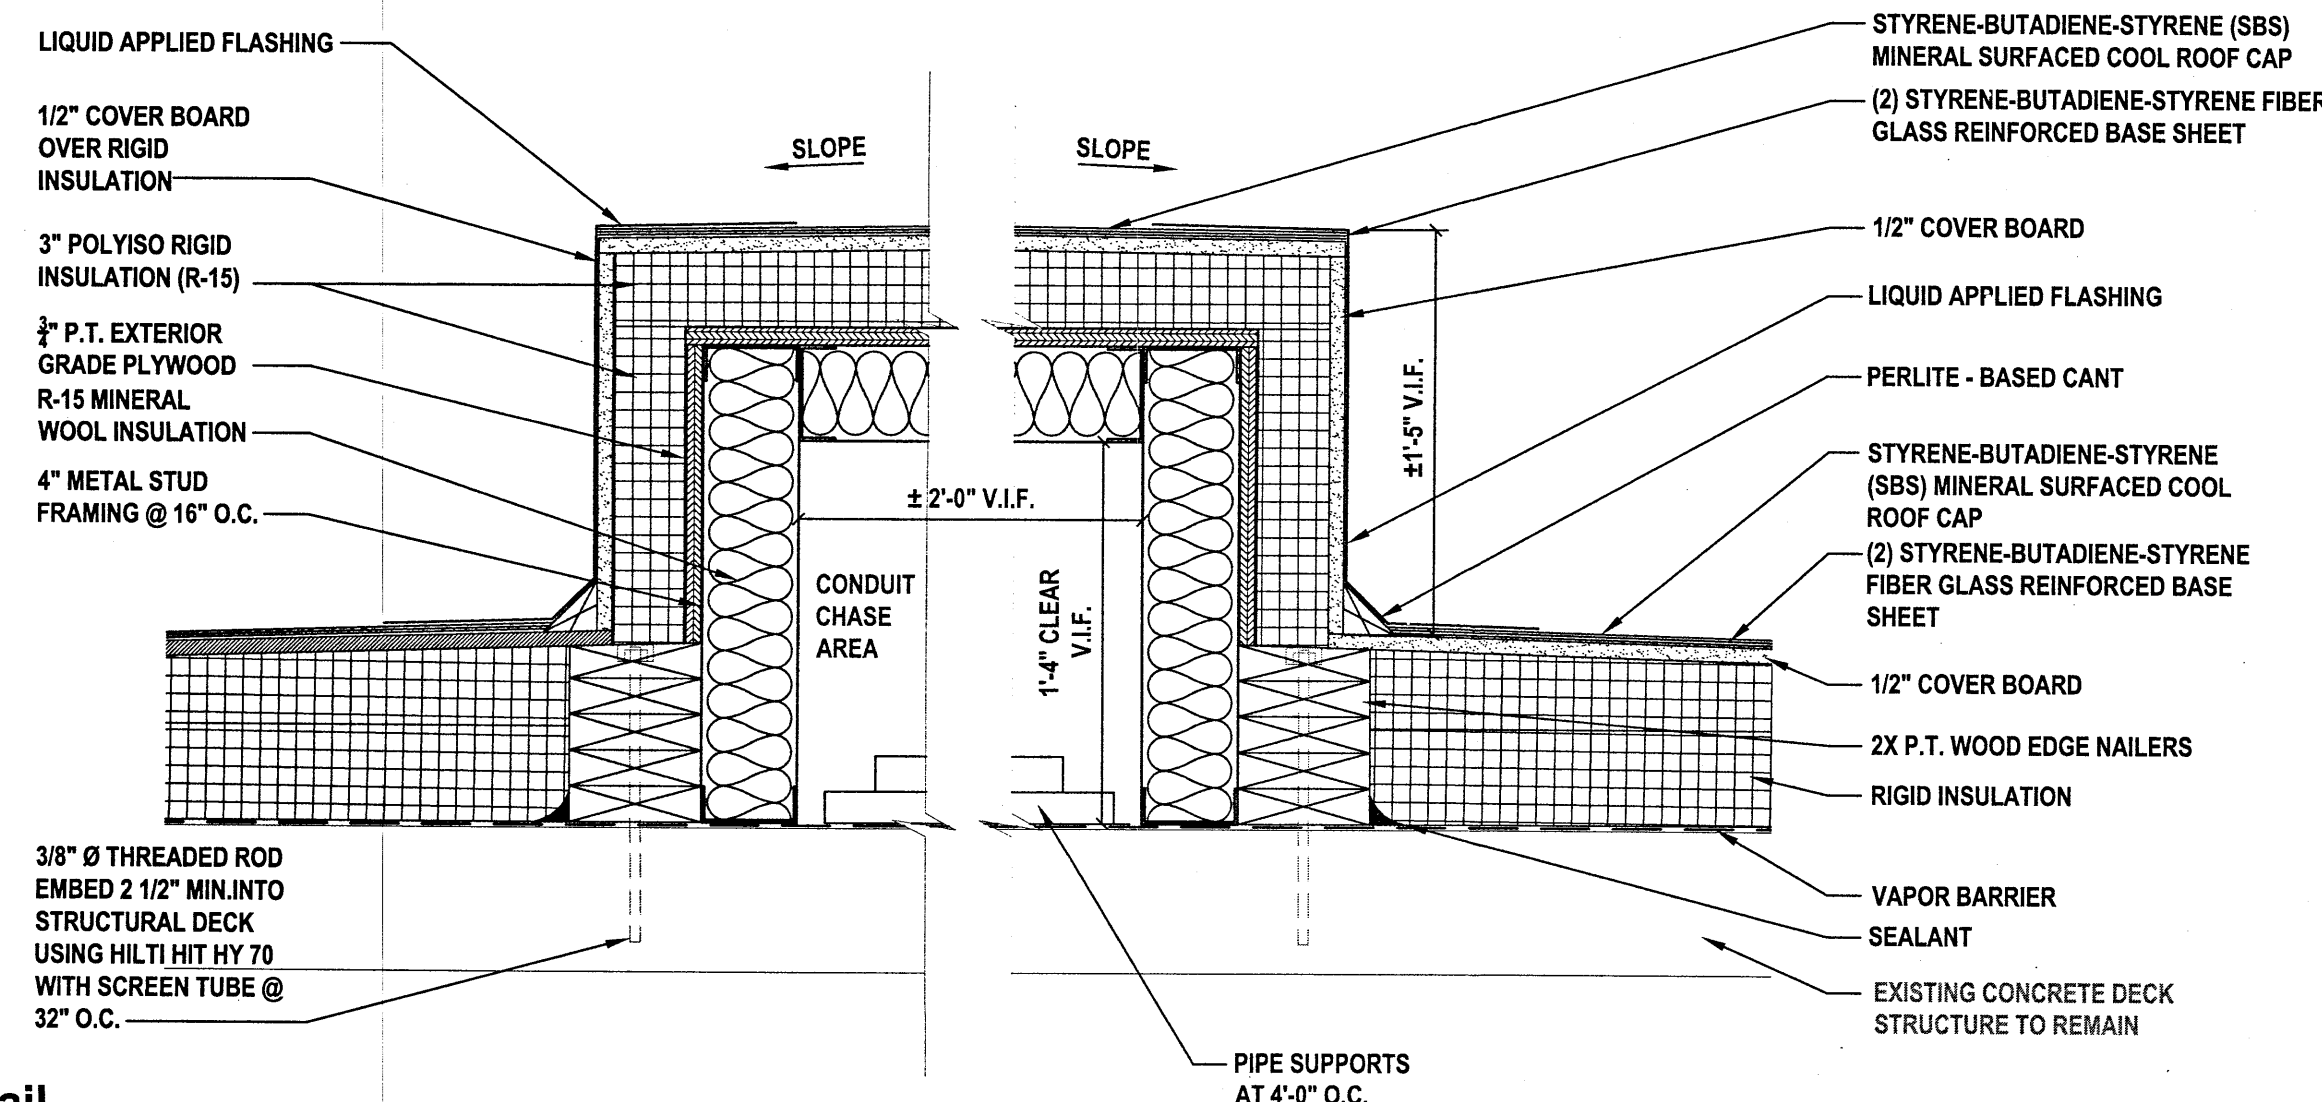 LIQUID APPLIED FLASHING
1/2" COVER BOARD
OVER RIGID
INSULATION
3" POLYISO RIGID
INSULATION (R-15)
3/4" P.T. EXTERIOR
GRADE PLYWOOD
R-15 MINERAL
WOOL INSULATION
4" METAL STUD
FRAMING @ 16" O.C.
3/8" Ø THREADED ROD
EMBED 2 1/2" MIN.INTO
STRUCTURAL DECK
USING HILTI HIT HY 70
WITH SCREEN TUBE @
32" O.C.
SLOPE
SLOPE
± 2'-0" V.I.F.
CONDUIT
CHASE
AREA
1'-4" CLEAR
V.I.F.
±1'-5" V.I.F.
PIPE SUPPORTS
AT 4'-0" O.C.
STYRENE-BUTADIENE-STYRENE (SBS)
MINERAL SURFACED COOL ROOF CAP
(2) STYRENE-BUTADIENE-STYRENE FIBER
GLASS REINFORCED BASE SHEET
1/2" COVER BOARD
LIQUID APPLIED FLASHING
PERLITE - BASED CANT
STYRENE-BUTADIENE-STYRENE
(SBS) MINERAL SURFACED COOL
ROOF CAP
(2) STYRENE-BUTADIENE-STYRENE
FIBER GLASS REINFORCED BASE
SHEET
1/2" COVER BOARD
2X P.T. WOOD EDGE NAILERS
RIGID INSULATION
VAPOR BARRIER
SEALANT
EXISTING CONCRETE DECK
STRUCTURE TO REMAIN